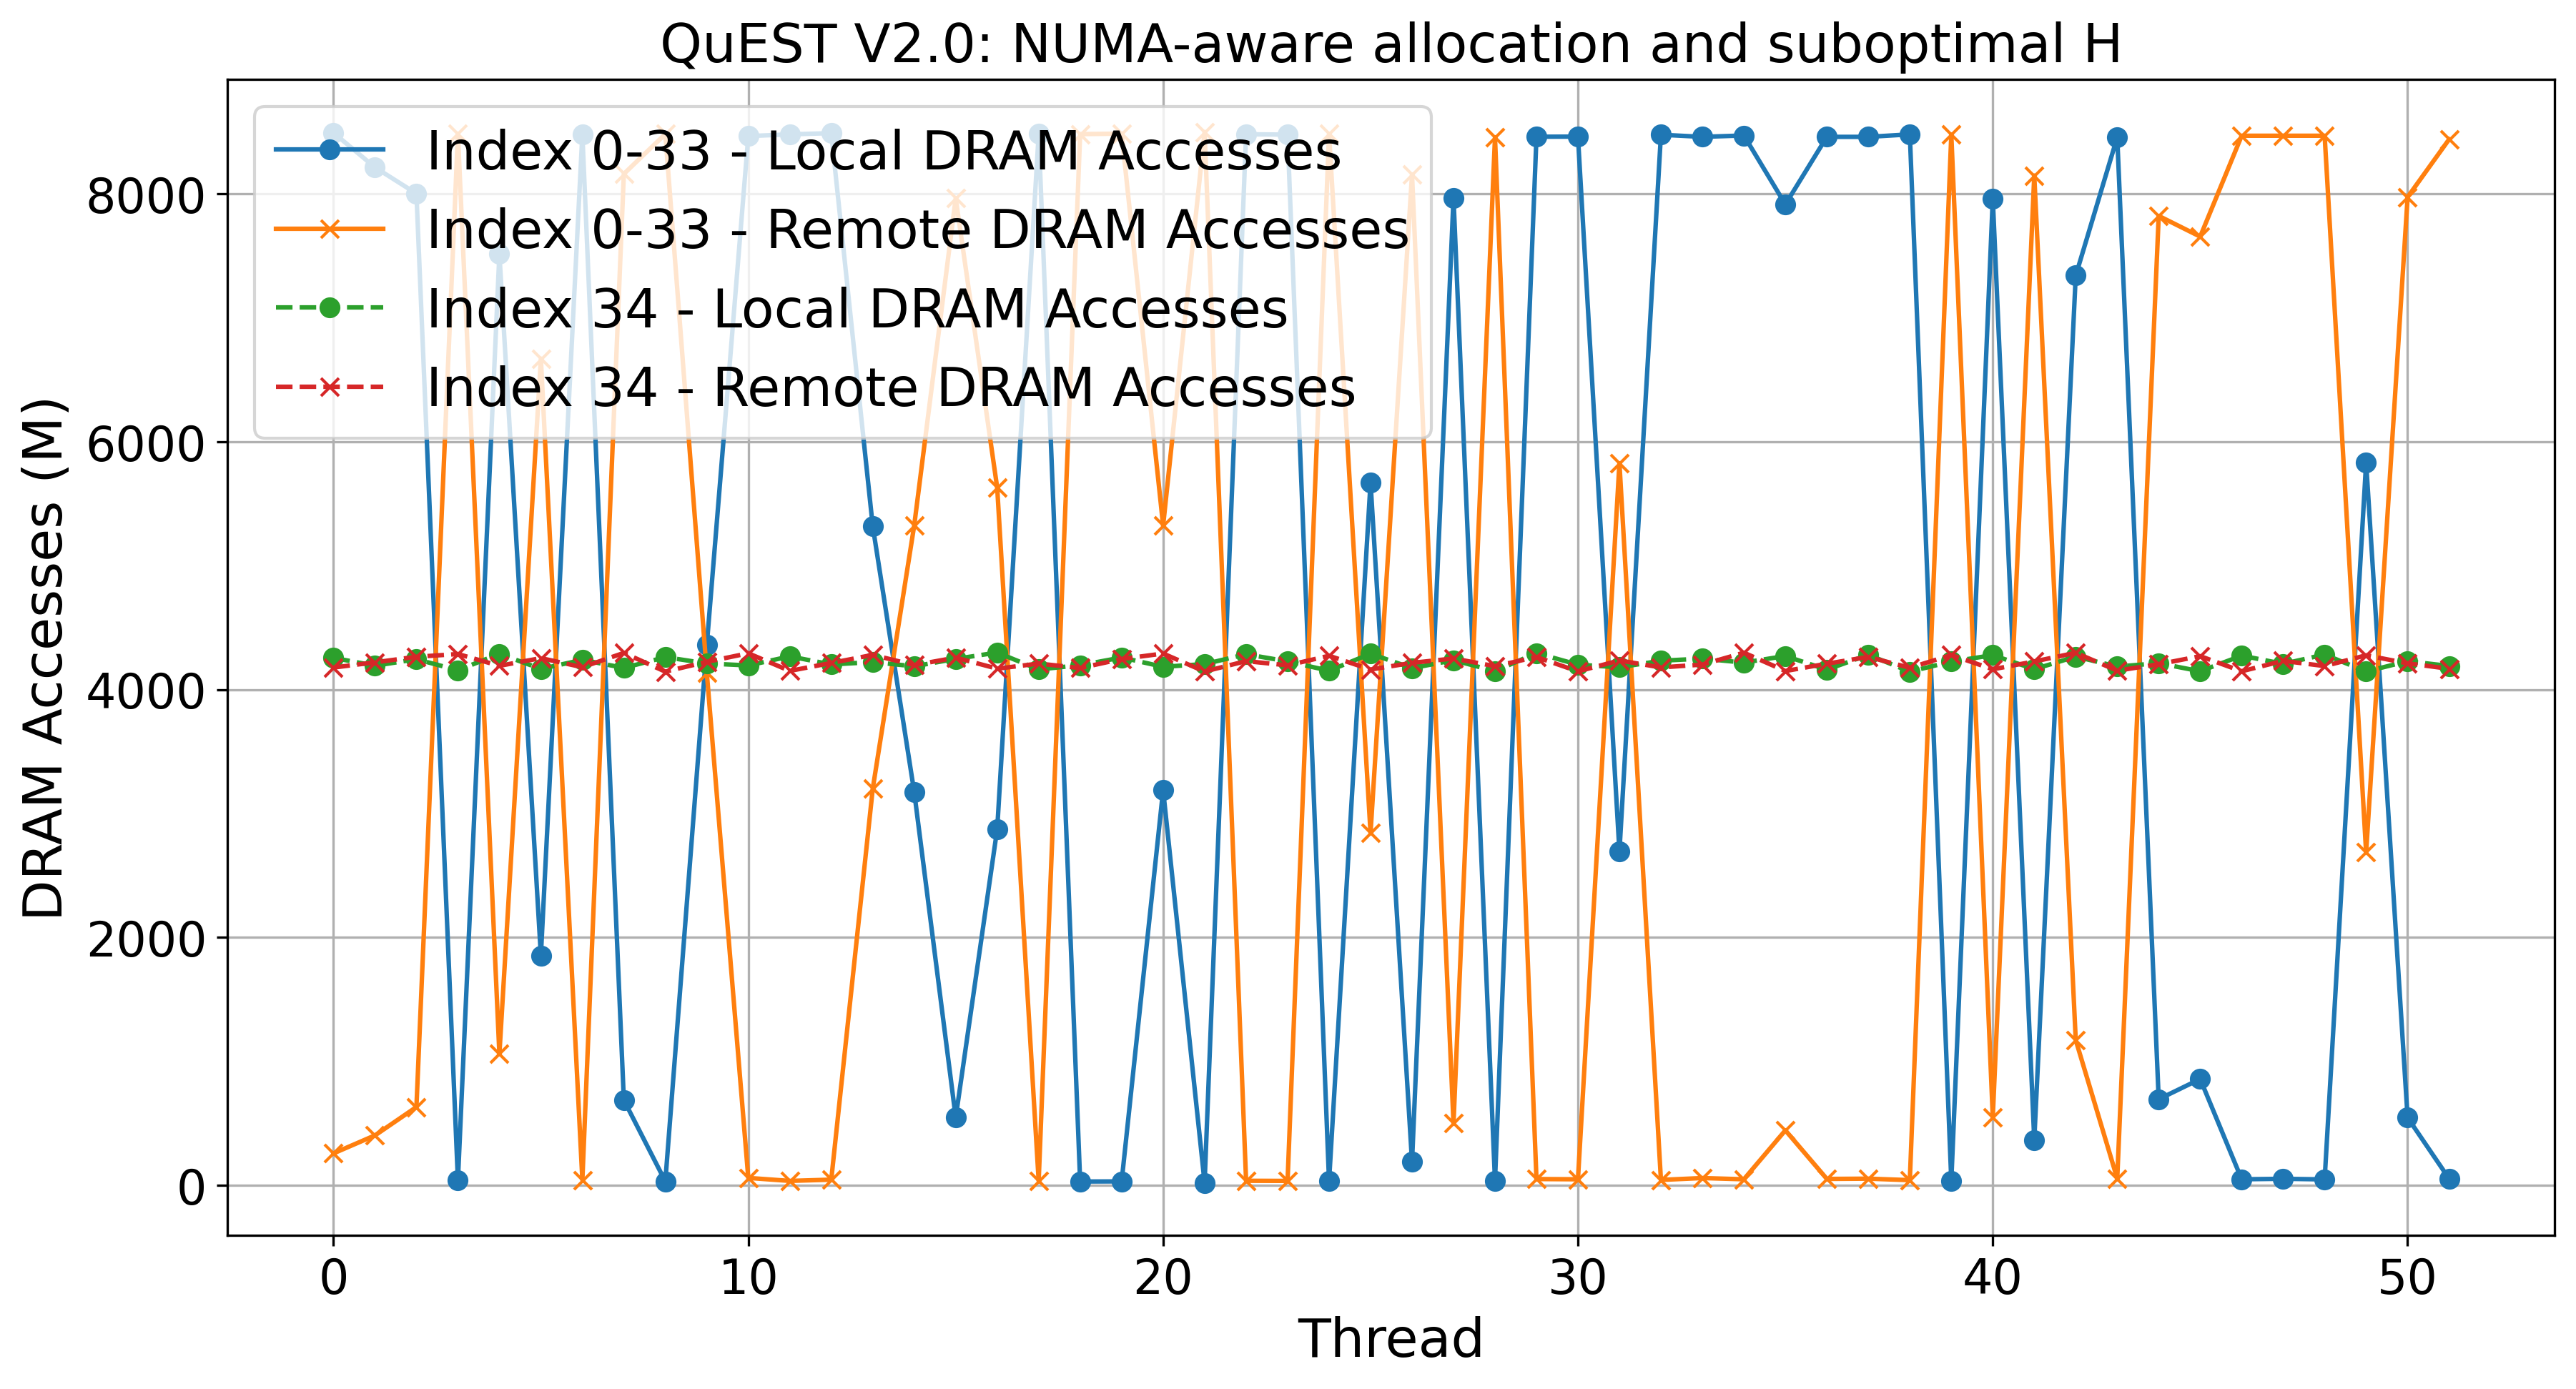 QuEST V2.0: NUMA-aware allocation and suboptimal H
Index 0-33 - Local DRAM Accesses
Index 0-33 - Remote DRAM Accesses
Index 34 - Local DRAM Accesses
Index 34 - Remote DRAM Accesses
DRAM Accesses (M)
8000
6000
4000
2000
0
0 10 20 30 40 50
Thread